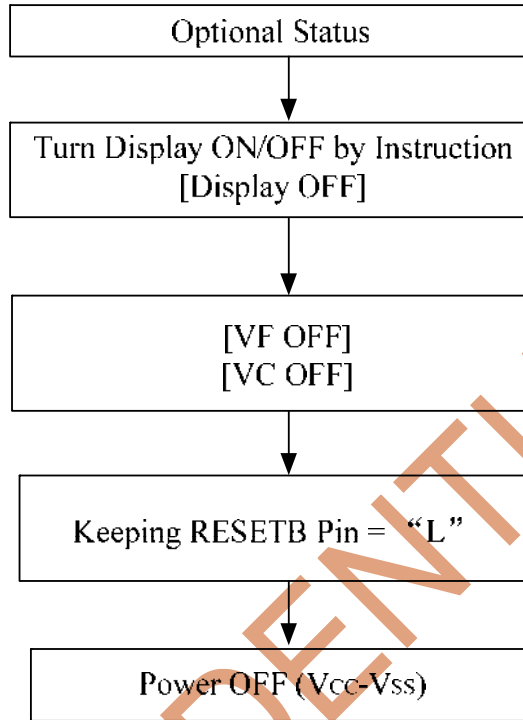 Optional Status
Turn Display ON/OFF by Instruction
[Display OFF]
[VF OFF]
[VC OFF]
Keeping RESETB Pin = “L”
Power OFF (VCC-VSS)